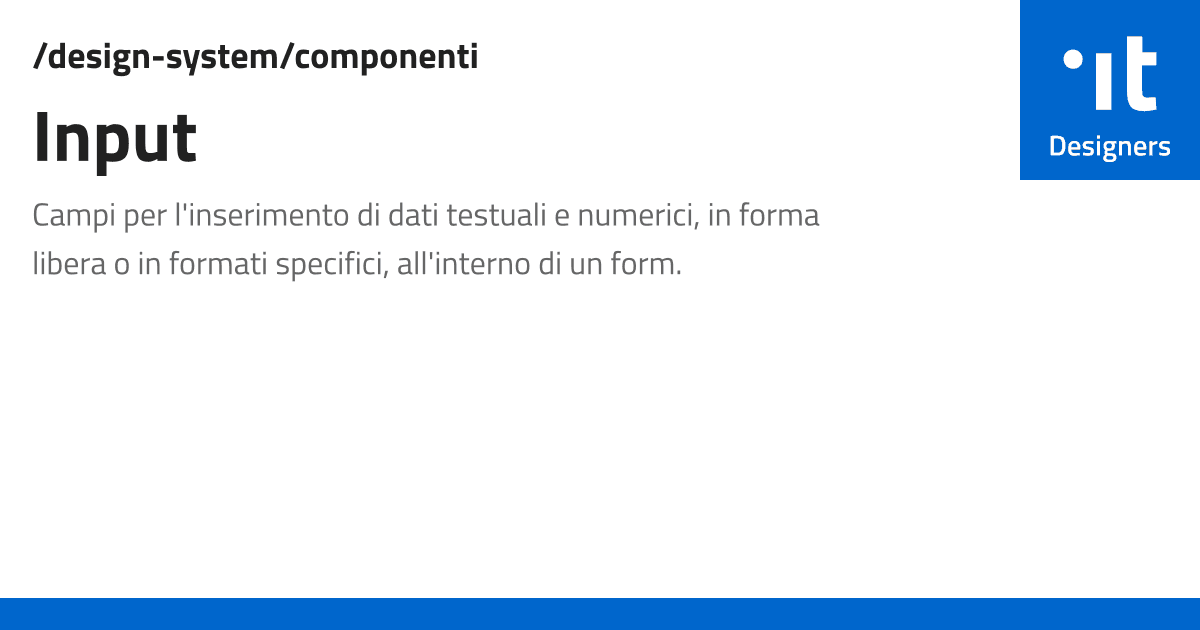 /design-system/componenti
Input
Campi per l'inserimento di dati testuali e numerici, in forma
libera o in formati specifici, all'interno di un form.
it
Designers